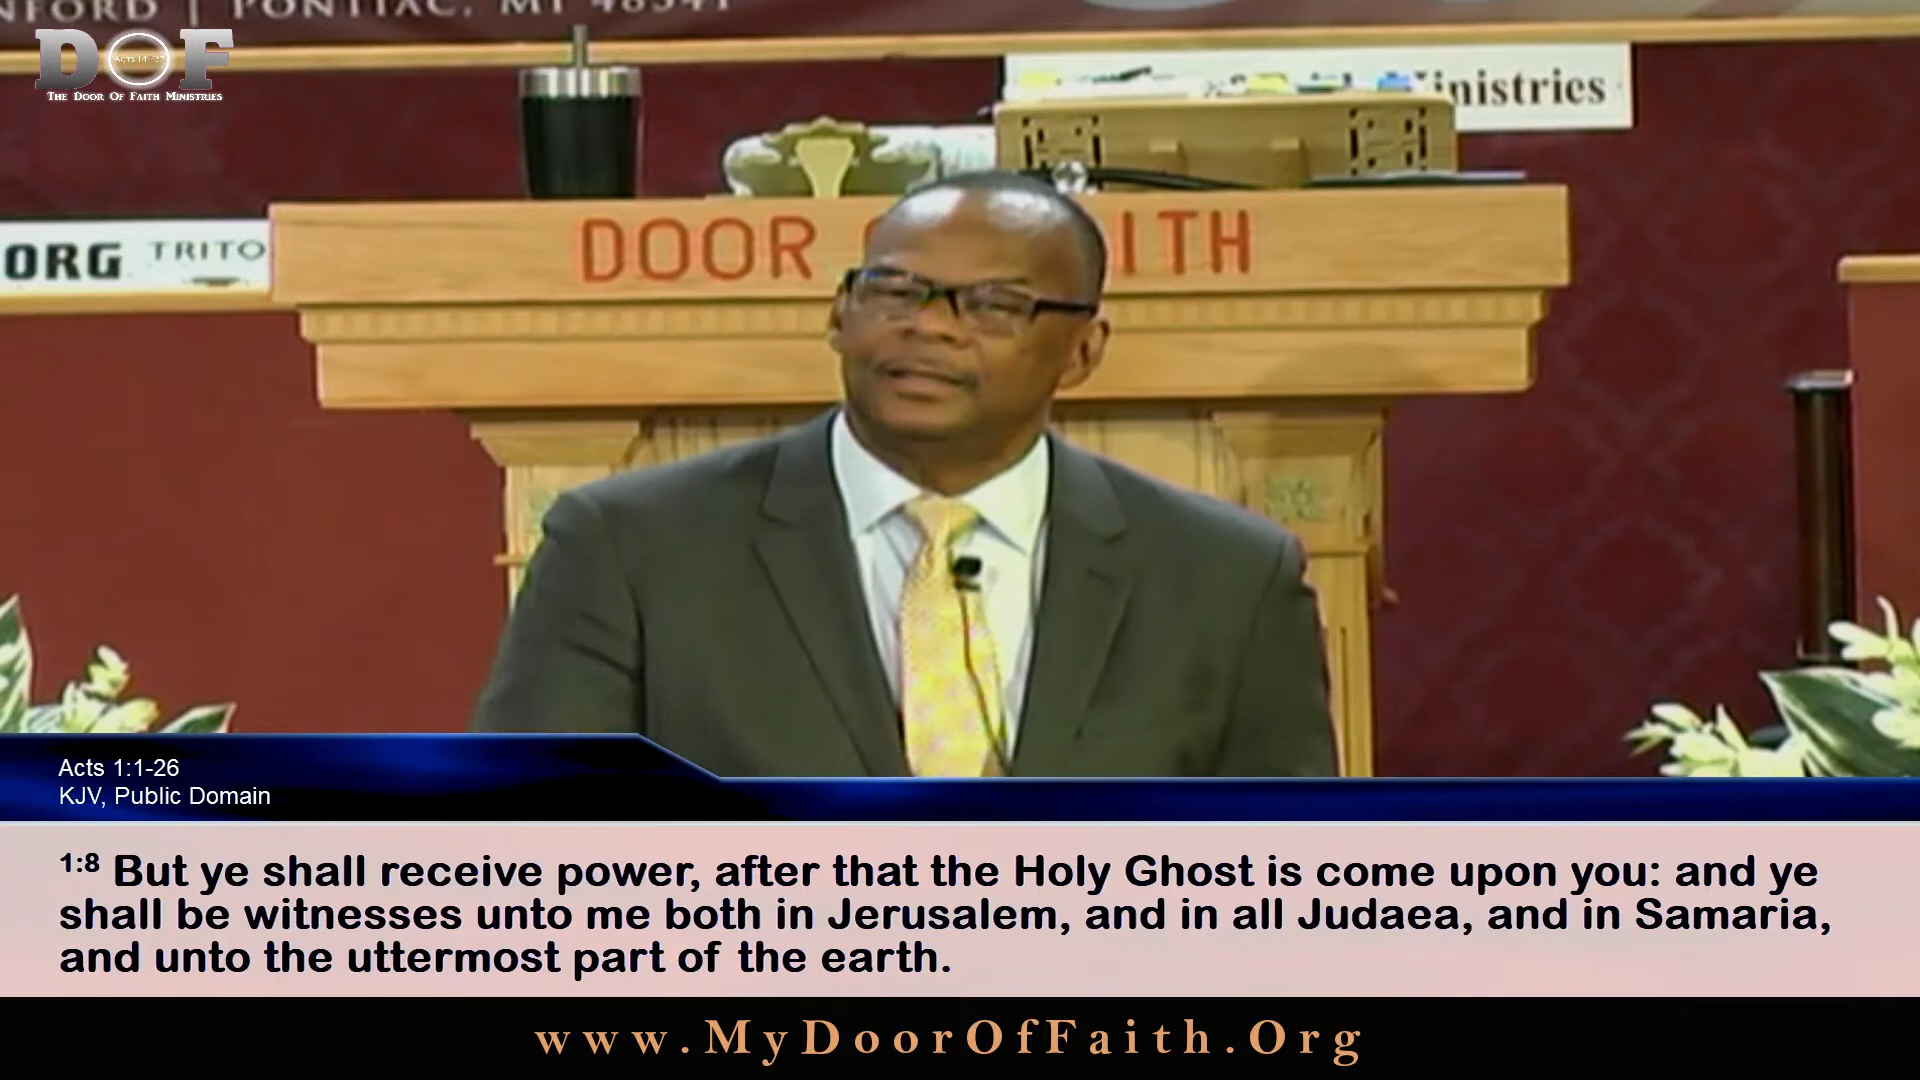 PONTIAC, MI 48341
DOF
THE DOOR OF FAITH MINISTRIES
ORG
DOOR
Acts 1:1-26
KJV, Public Domain
1:8 But ye shall receive power, after that the Holy Ghost is come upon you: and ye
shall be witnesses unto me both in Jerusalem, and in all Judaea, and in Samaria,
and unto the uttermost part of the earth.
www.MyDoorOfFaith.Org